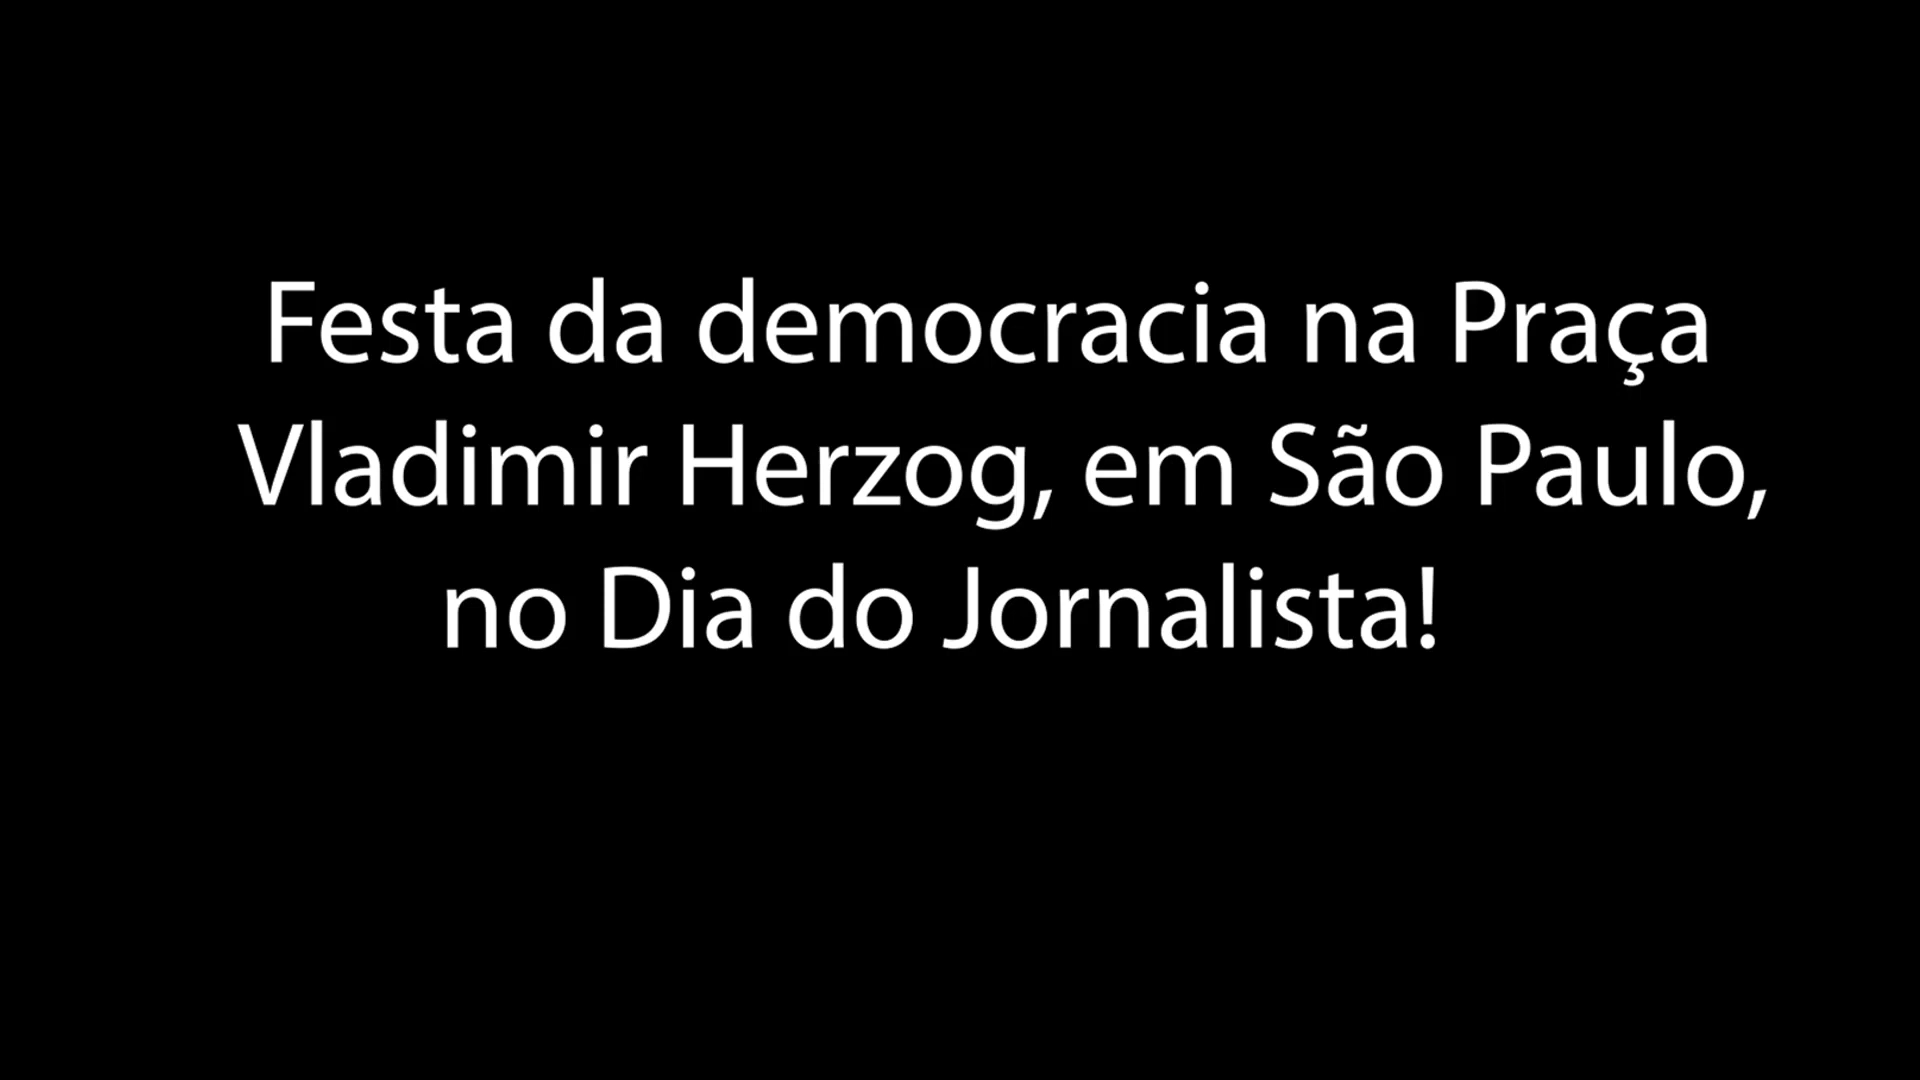 Festa da democracia na Praça
Vladimir Herzog, em São Paulo,
no Dia do Jornalista!